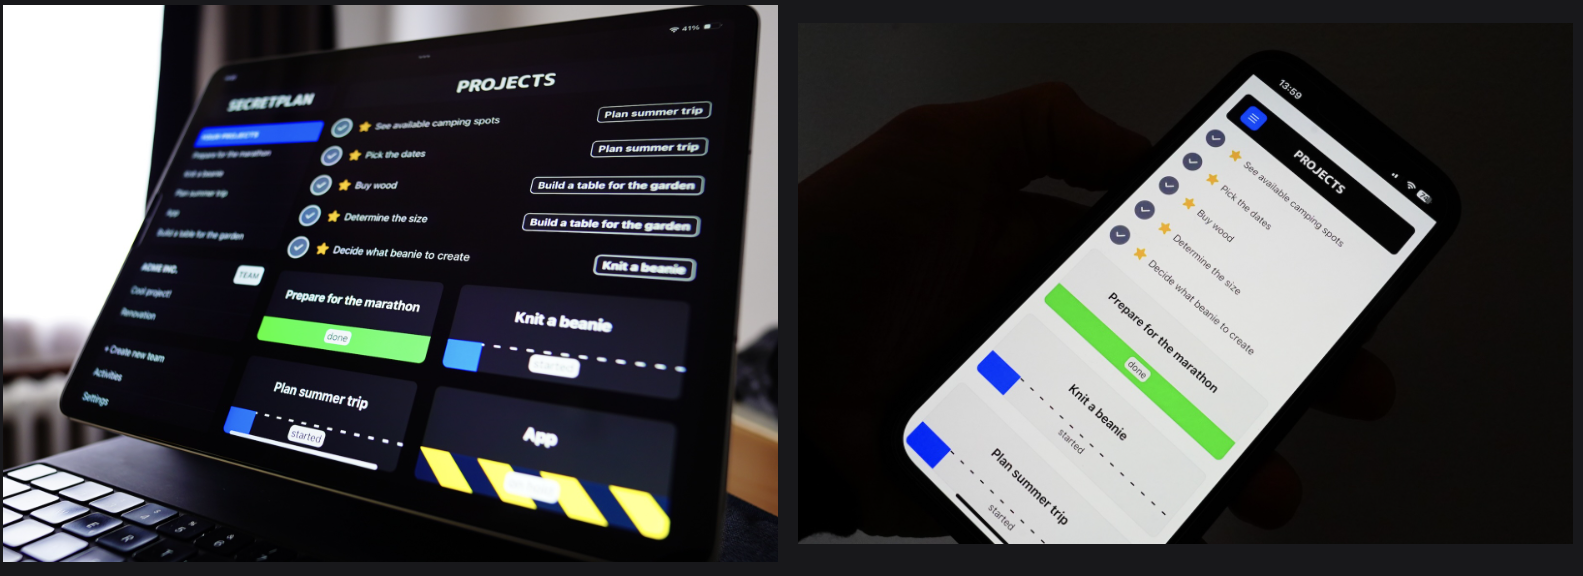 41%
SECRETPLAN
PROJECTS
YOUR PROJECTS
Prepare for the marathon
Knit a beanie
Plan summer trip
App
Build a table for the garden
ACME INC.
TEAM
Cool project!
Renovation
+ Create new team
Activities
Settings
See available camping spots
Plan summer trip
Pick the dates
Plan summer trip
Buy wood
Build a table for the garden
Determine the size
Build a table for the garden
Decide what beanie to create
Knit a beanie
Prepare for the marathon
done
Knit a beanie
started
Plan summer trip
started
App
13:59
PROJECTS
See available camping spots
Pick the dates
Buy wood
Determine the size
Decide what beanie to create
Prepare for the marathon
done
Knit a beanie
started
Plan summer trip
started